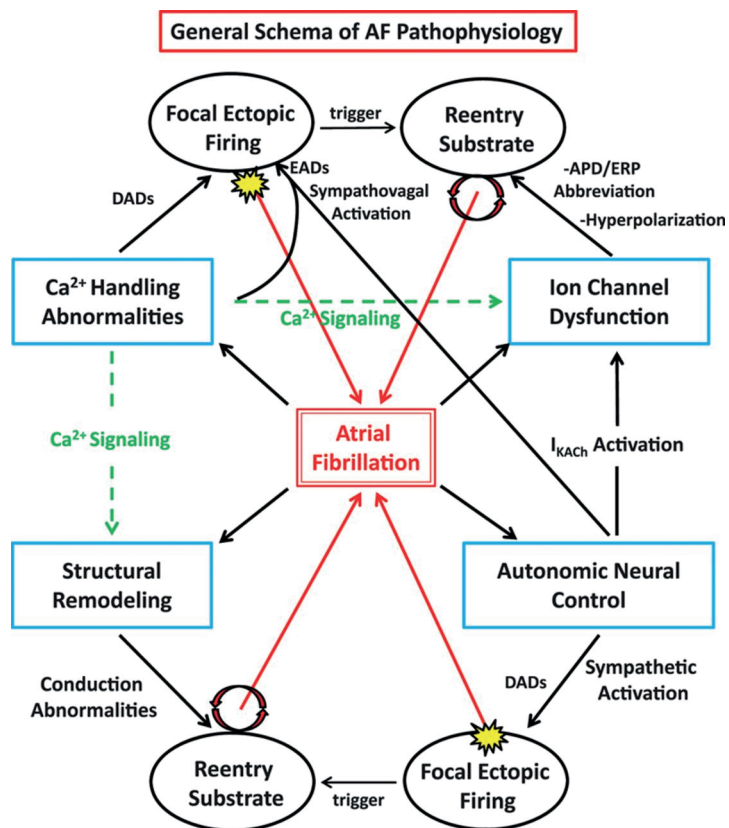 General Schema of AF Pathophysiology
Focal Ectopic
Firing
trigger
Reentry
Substrate
DADs
EADs
Sympathovagal
Activation
-APD/ERP
Abbreviation
-Hyperpolarization
Ca²⁺ Handling
Abnormalities
Ca²⁺ Signaling
Ion Channel
Dysfunction
Ca²⁺ Signaling
Atrial
Fibrillation
I_KACh Activation
Structural
Remodeling
Autonomic Neural
Control
Conduction
Abnormalities
DADs
Sympathetic
Activation
Reentry
Substrate
trigger
Focal Ectopic
Firing